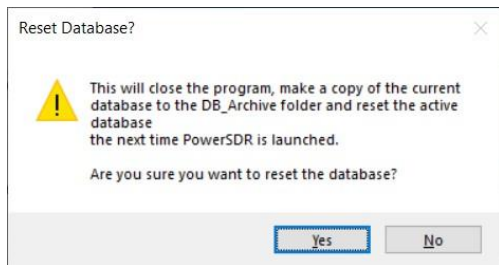 Reset Database?
This will close the program, make a copy of the current
database to the DB_Archive folder and reset the active
database
the next time PowerSDR is launched.
Are you sure you want to reset the database?
Yes
No